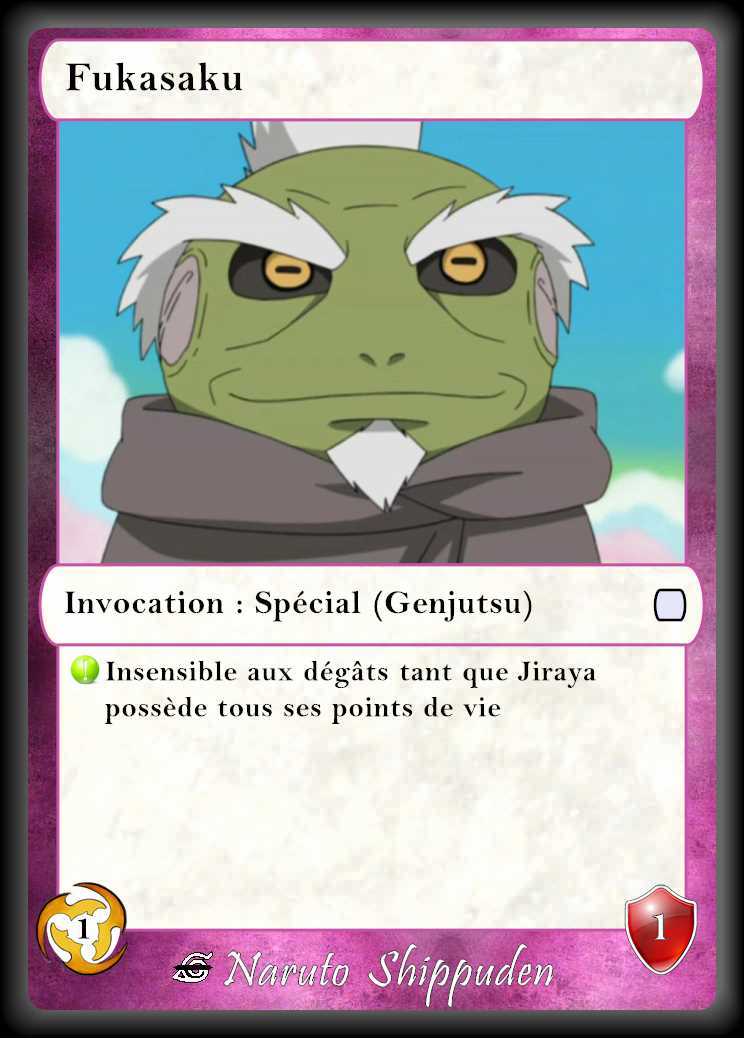 Fukasaku
Invocation : Spécial (Genjutsu)
! Insensible aux dégâts tant que Jiraya
possède tous ses points de vie
1
1
Naruto Shippuden